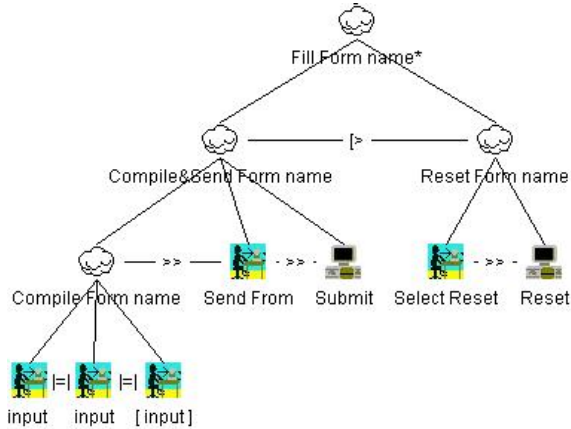 Fill Form name*
[>
Compile&Send Form name
Reset Form name
>>
>>
>>
Compile Form name
Send From
Submit
Select Reset
Reset
|=|
|=|
input
input
[ input ]